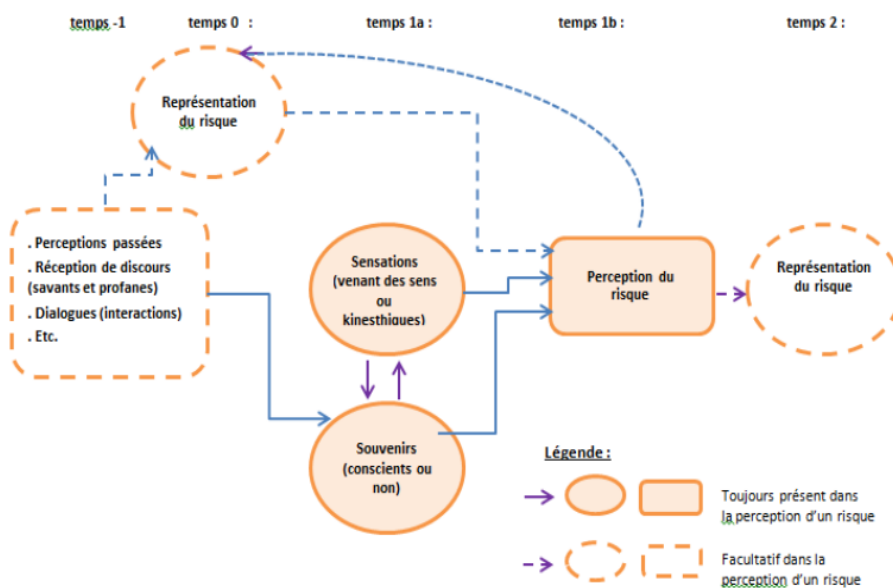 temps -1
temps 0 :
temps 1a :
temps 1b :
temps 2 :
Représentation
du risque
. Perceptions passées
. Réception de discours
(savants et profanes)
. Dialogues (interactions)
. Etc.
Sensations
(venant des sens
ou
kinesthiques)
Souvenirs
(conscients ou
non)
Perception du
risque
Représentation
du risque
Légende :
Toujours présent dans
la perception d'un risque
Facultatif dans la
perception d'un risque